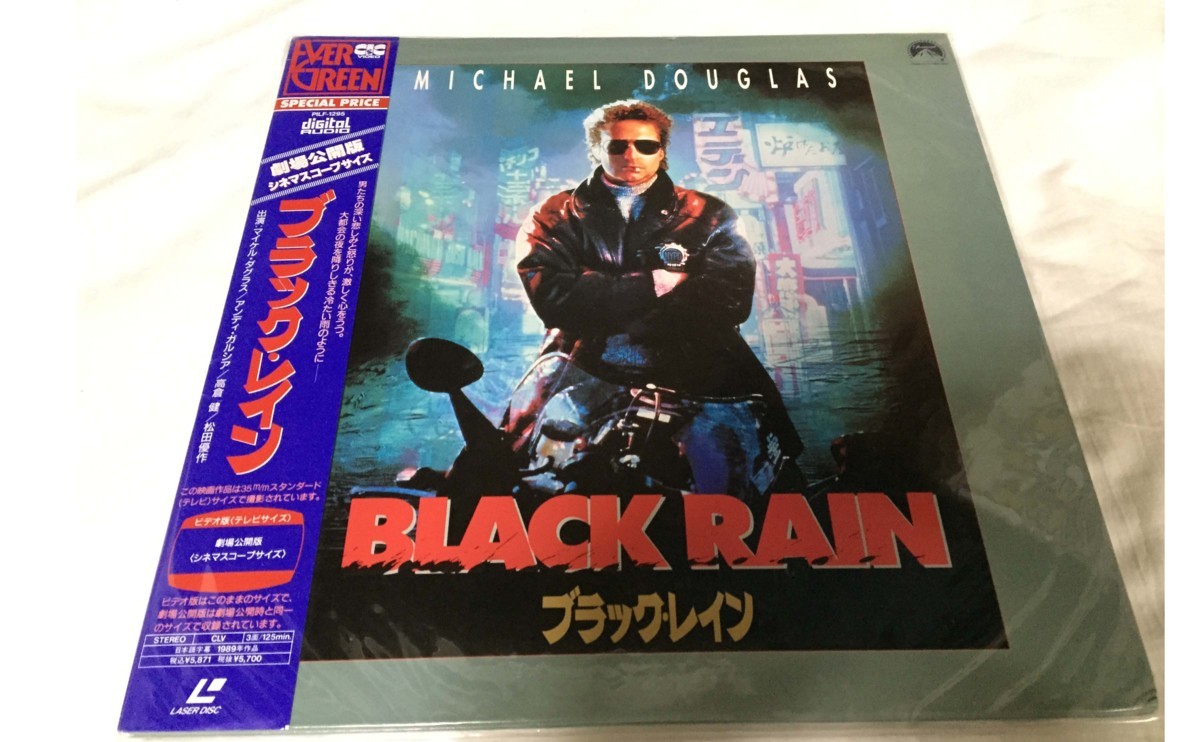 EVER
GREEN
CIC
VIDEO
SPECIAL PRICE
PILF-1295
digital
AUDIO
劇場公開版
シネマスコープサイズ
男たちの深い悲しみと怒りが、激しく心をうつ。
大都会の夜を降りしきる冷たい雨のように──
ブラック・レイン
出演:マイケル・ダグラス/アンディ・ガルシア/高倉 健/松田優作
この映画作品は35m/mスタンダード
(テレビ)サイズで撮影されています。
ビデオ版〈テレビサイズ〉
劇場公開版
〈シネマスコープサイズ〉
ビデオ版はこのままのサイズで、
劇場公開版は劇場公開時と同一
のサイズで収録されています。
STEREO CLV 3面/125min.
日本語字幕 1989年作品
税込¥5,871 税抜¥5,700
LASER DISC
MICHAEL DOUGLAS
BLACK RAIN
ブラック・レイン